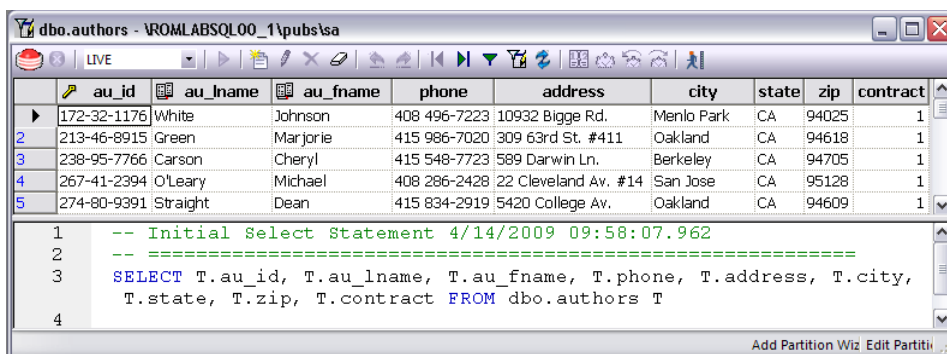 dbo.authors - \ROMLABSQL00_1\pubs\sa
LIVE
au_id au_lname au_fname phone address city state zip contract
172-32-1176 White Johnson 408 496-7223 10932 Bigge Rd. Menlo Park CA 94025 1
2 213-46-8915 Green Marjorie 415 986-7020 309 63rd St. #411 Oakland CA 94618 1
3 238-95-7766 Carson Cheryl 415 548-7723 589 Darwin Ln. Berkeley CA 94705 1
4 267-41-2394 O'Leary Michael 408 286-2428 22 Cleveland Av. #14 San Jose CA 95128 1
5 274-80-9391 Straight Dean 415 834-2919 5420 College Av. Oakland CA 94609 1
1 -- Initial Select Statement 4/14/2009 09:58:07.962
2 -- ============================================================
3 SELECT T.au_id, T.au_lname, T.au_fname, T.phone, T.address, T.city,
T.state, T.zip, T.contract FROM dbo.authors T
4
Add Partition Wiz Edit Partiti